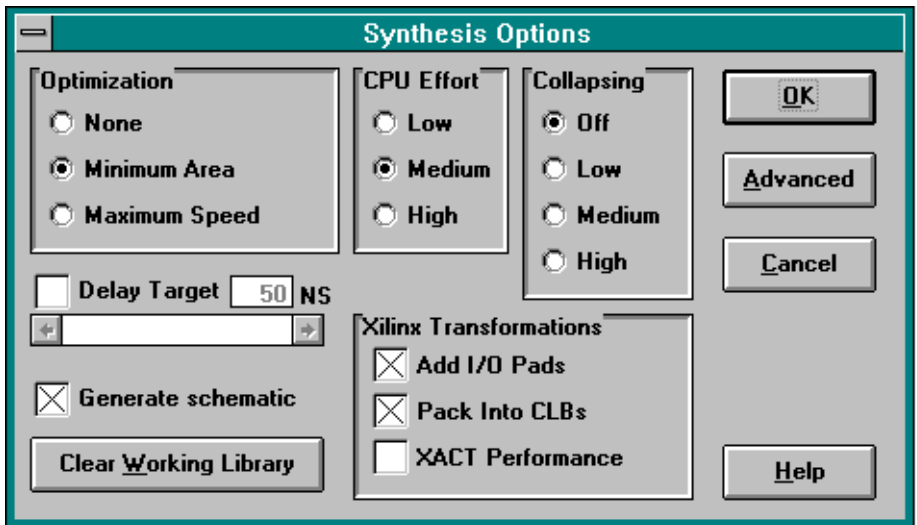 Synthesis Options
Optimization
None
Minimum Area
Maximum Speed
CPU Effort
Low
Medium
High
Collapsing
Off
Low
Medium
High
OK
Advanced
Cancel
Delay Target 50 NS
Generate schematic
Clear Working Library
Xilinx Transformations
Add I/O Pads
Pack Into CLBs
XACT Performance
Help